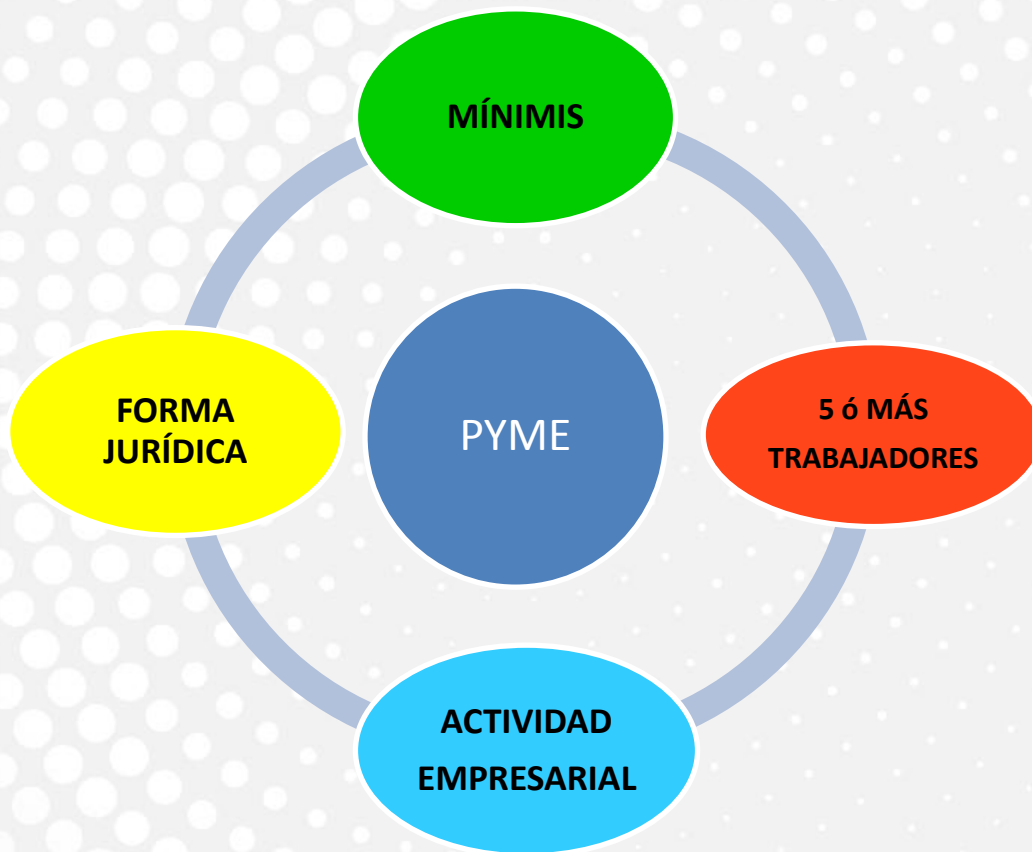 MÍNIMIS
FORMA
JURÍDICA
PYME
5 ó MÁS
TRABAJADORES
ACTIVIDAD
EMPRESARIAL